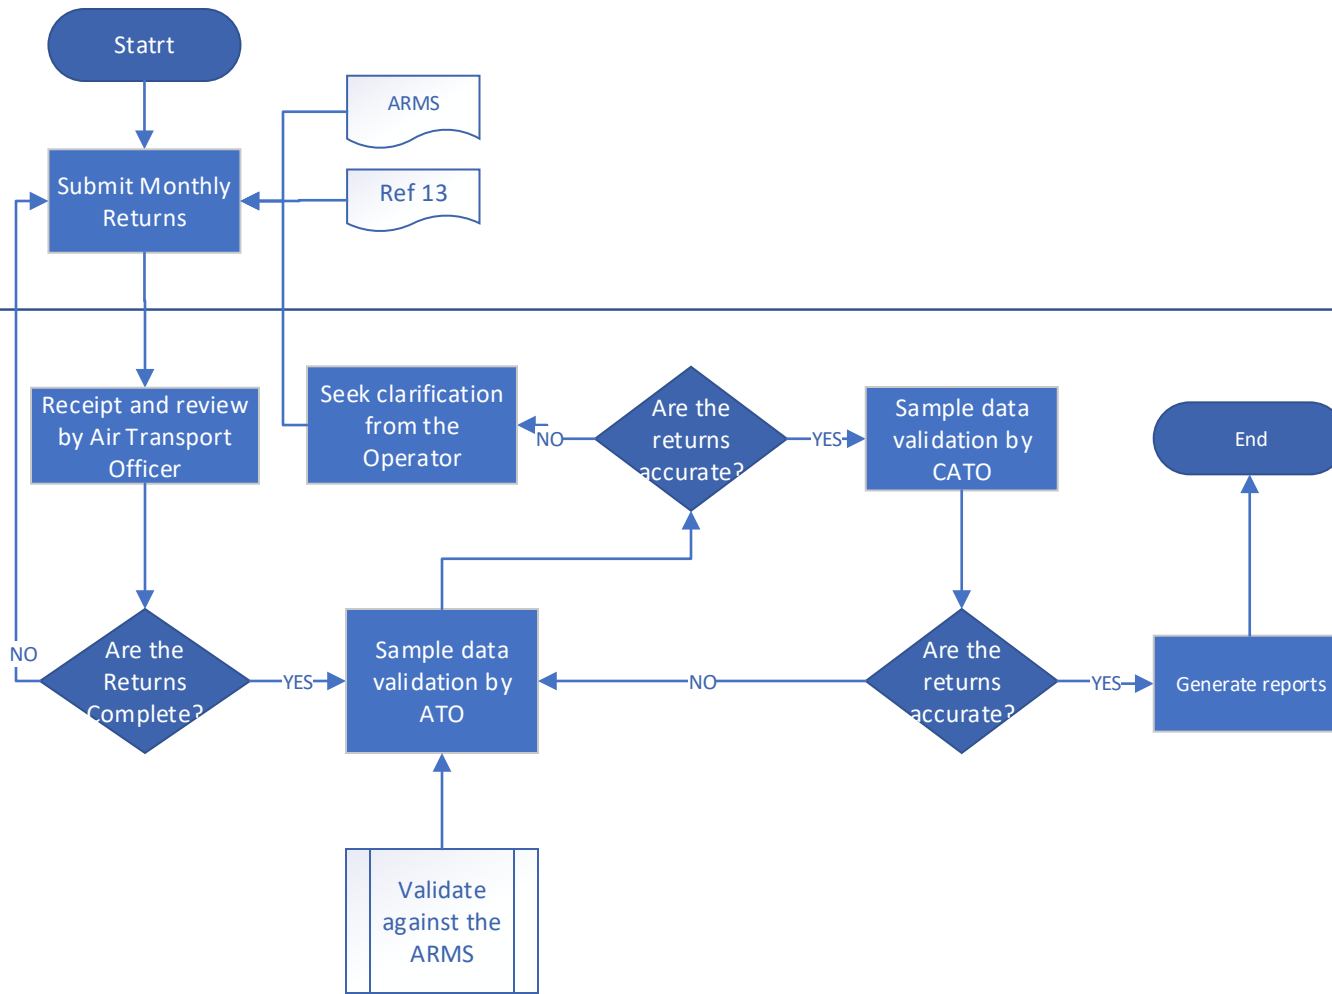 Statrt
ARMS
Submit Monthly
Returns
Ref 13
Receipt and review
by Air Transport
Officer
Seek clarification
from the
Operator
NO
Are the
returns
accurate?
YES
Sample data
validation by
CATO
End
NO
Are the
Returns
Complete?
YES
Sample data
validation by
ATO
NO
Are the
returns
accurate?
YES
Generate reports
Validate
against the
ARMS